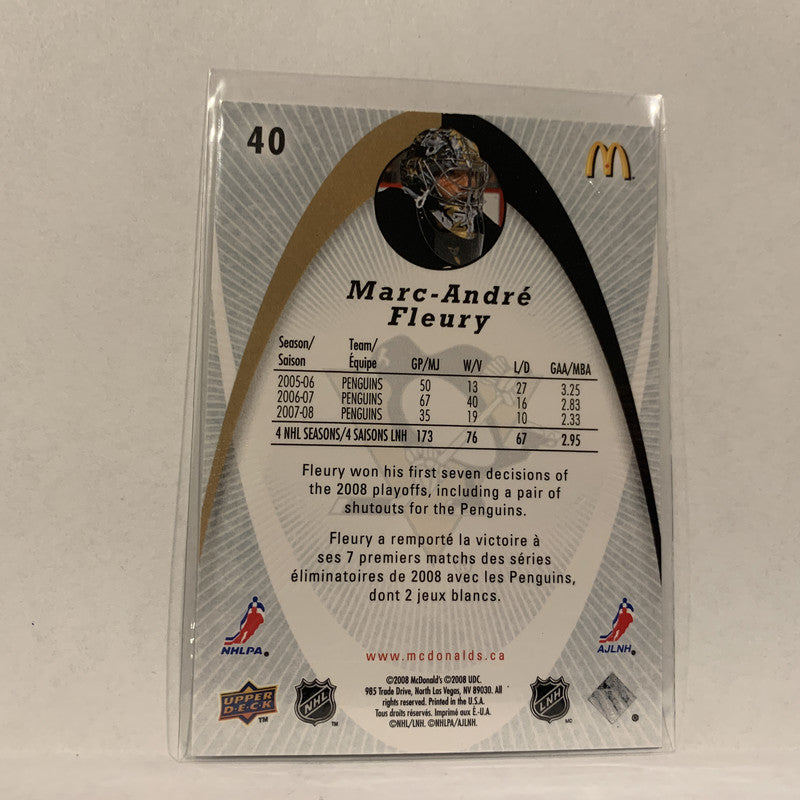 40
Marc-André
Fleury
Season/ Team/
Saison Équipe GP/MJ W/V L/D GAA/MBA
2005-06 PENGUINS 50 13 27 3.25
2006-07 PENGUINS 67 40 16 2.83
2007-08 PENGUINS 35 19 10 2.33
4 NHL SEASONS/4 SAISONS LNH 173 76 67 2.95
Fleury won his first seven decisions of
the 2008 playoffs, including a pair of
shutouts for the Penguins.
Fleury a remporté la victoire à
ses 7 premiers matchs des séries
éliminatoires de 2008 avec les Penguins,
dont 2 jeux blancs.
NHLPA® AJLNH®
www.mcdonalds.ca
©2008 McDonald's ©2008 UDC.
985 Trade Drive, North Las Vegas, NV 89030. All
rights reserved. Printed in the U.S.A.
Tous droits réservés. Imprimé aux É.-U.A.
©NHL/LNH. ©NHLPA/AJLNH.
UPPER
DECK ™
NHL ™
LNH MC
®